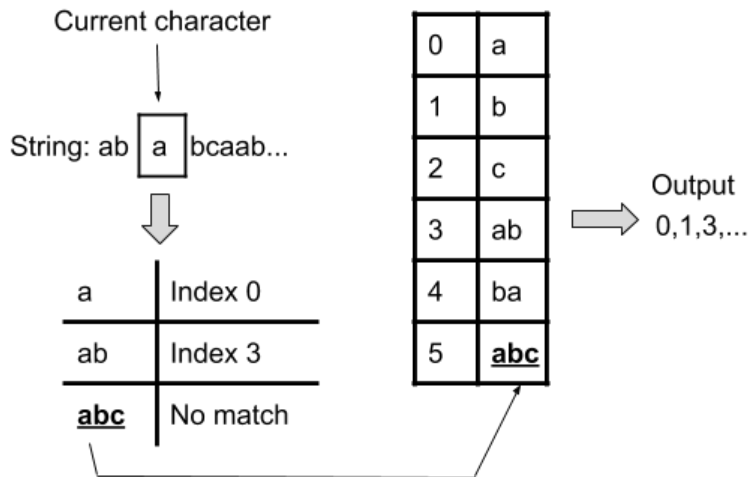 Current character
String: ab a bcaab...
a Index 0
ab Index 3
abc No match
0 a
1 b
2 c
3 ab
4 ba
5 abc
Output
0,1,3,...